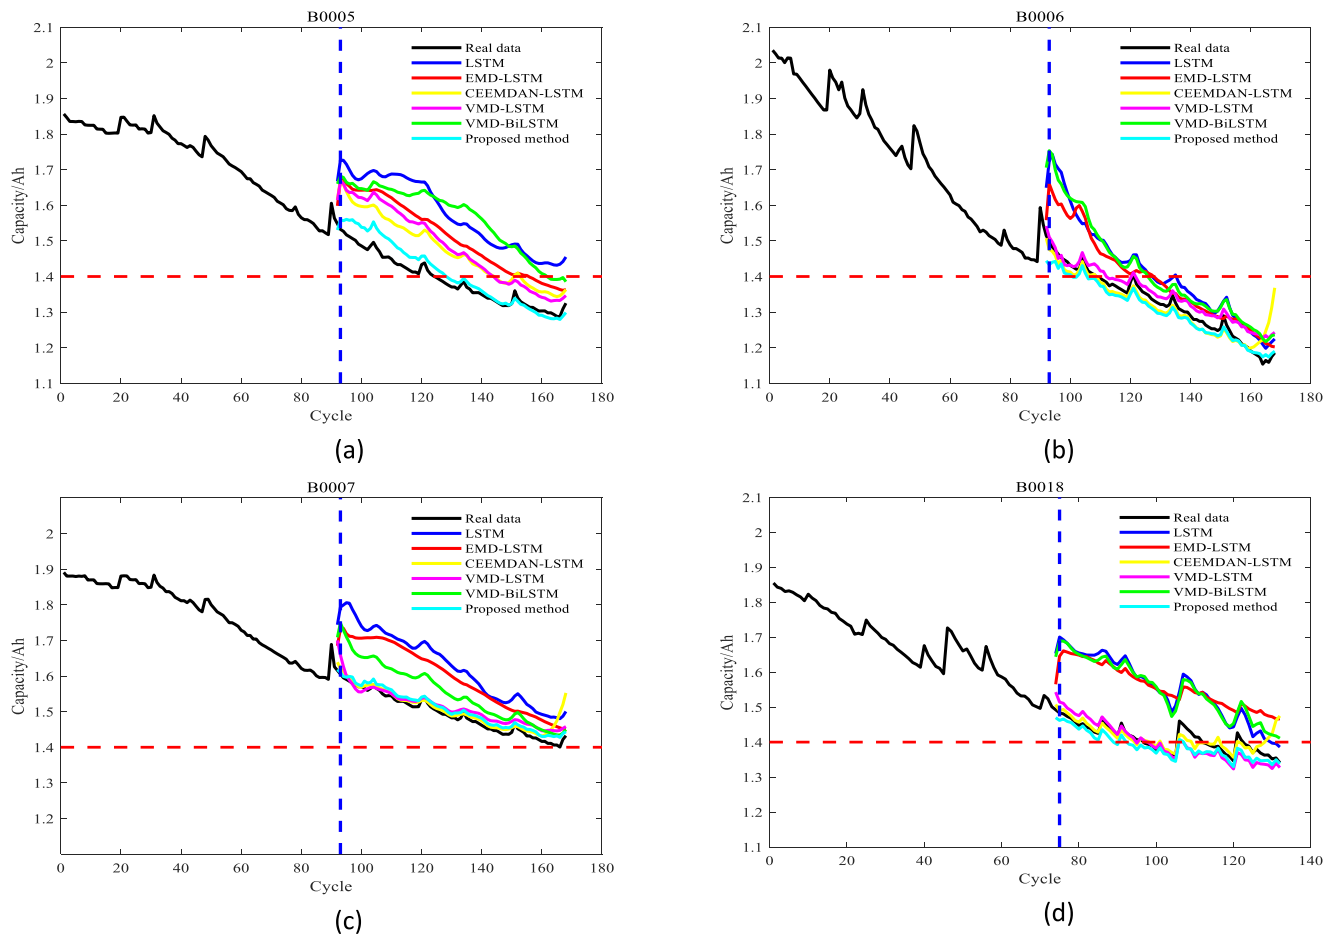 B0005
2.1
2
1.9
1.8
1.7
1.6
1.5
1.4
1.3
1.2
1.1
Capacity/Ah
Real data
LSTM
EMD-LSTM
CEEMDAN-LSTM
VMD-LSTM
VMD-BiLSTM
Proposed method
0 20 40 60 80 100 120 140 160 180
Cycle
(a)
B0006
2.1
2
1.9
1.8
1.7
1.6
1.5
1.4
1.3
1.2
1.1
Capacity/Ah
Real data
LSTM
EMD-LSTM
CEEMDAN-LSTM
VMD-LSTM
VMD-BiLSTM
Proposed method
0 20 40 60 80 100 120 140 160 180
Cycle
(b)
B0007
2
1.9
1.8
1.7
1.6
1.5
1.4
1.3
1.2
Capacity/Ah
Real data
LSTM
EMD-LSTM
CEEMDAN-LSTM
VMD-LSTM
VMD-BiLSTM
Proposed method
0 20 40 60 80 100 120 140 160 180
Cycle
(c)
B0018
2.1
2
1.9
1.8
1.7
1.6
1.5
1.4
1.3
1.2
1.1
Capacity/Ah
Real data
LSTM
EMD-LSTM
CEEMDAN-LSTM
VMD-LSTM
VMD-BiLSTM
Proposed method
0 20 40 60 80 100 120 140
Cycle
(d)